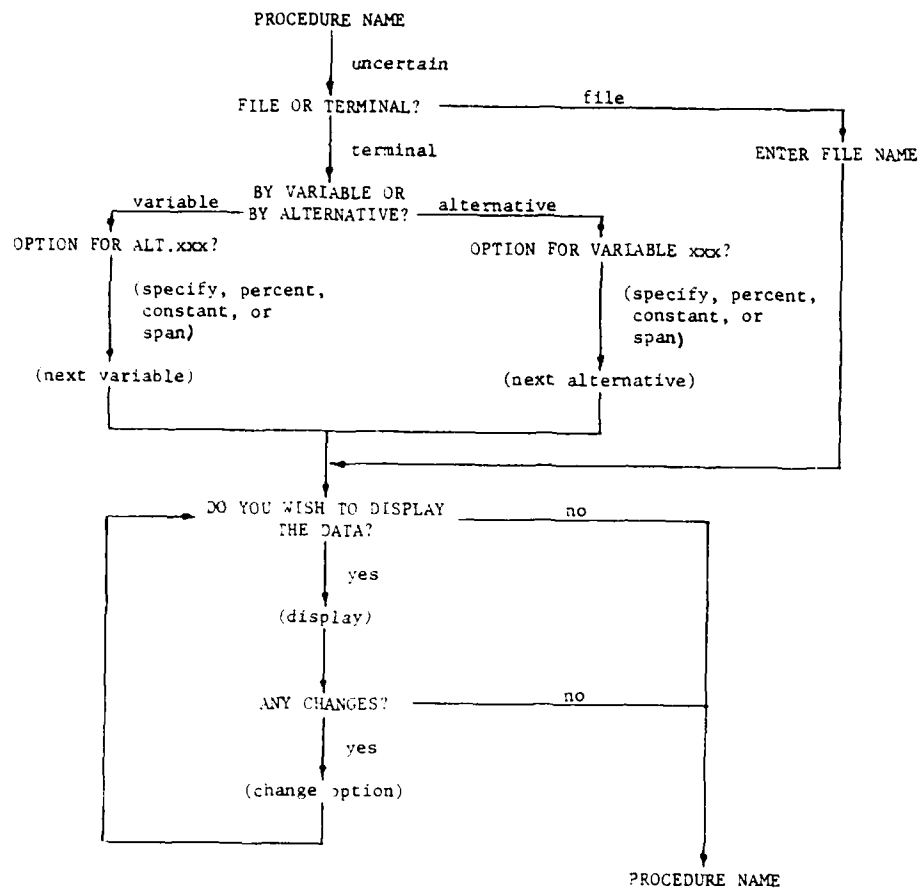 PROCEDURE NAME
uncertain
FILE OR TERMINAL?
file
terminal
ENTER FILE NAME
variable
BY VARIABLE OR
BY ALTERNATIVE?
alternative
OPTION FOR ALT.xxx?
OPTION FOR VARIABLE xxx?
(specify, percent,
constant, or
span)
(specify, percent,
constant, or
span)
(next variable)
(next alternative)
DO YOU WISH TO DISPLAY
THE DATA?
no
yes
(display)
ANY CHANGES?
no
yes
(change option)
PROCEDURE NAME